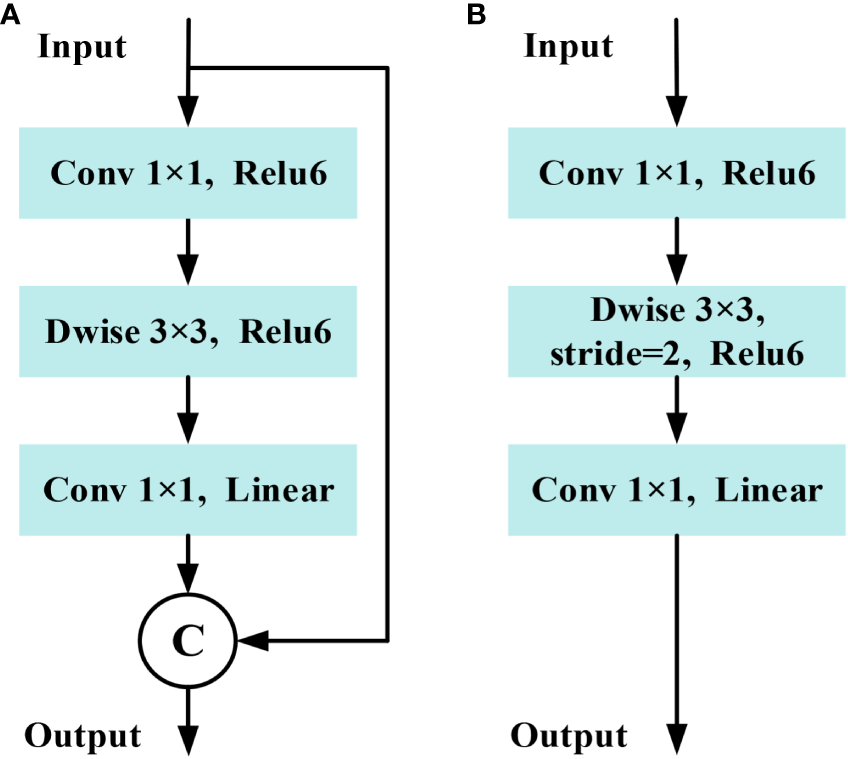 A
Input
Conv 1×1, Relu6
Dwise 3×3, Relu6
Conv 1×1, Linear
C
Output
B
Input
Conv 1×1, Relu6
Dwise 3×3,
stride=2, Relu6
Conv 1×1, Linear
Output